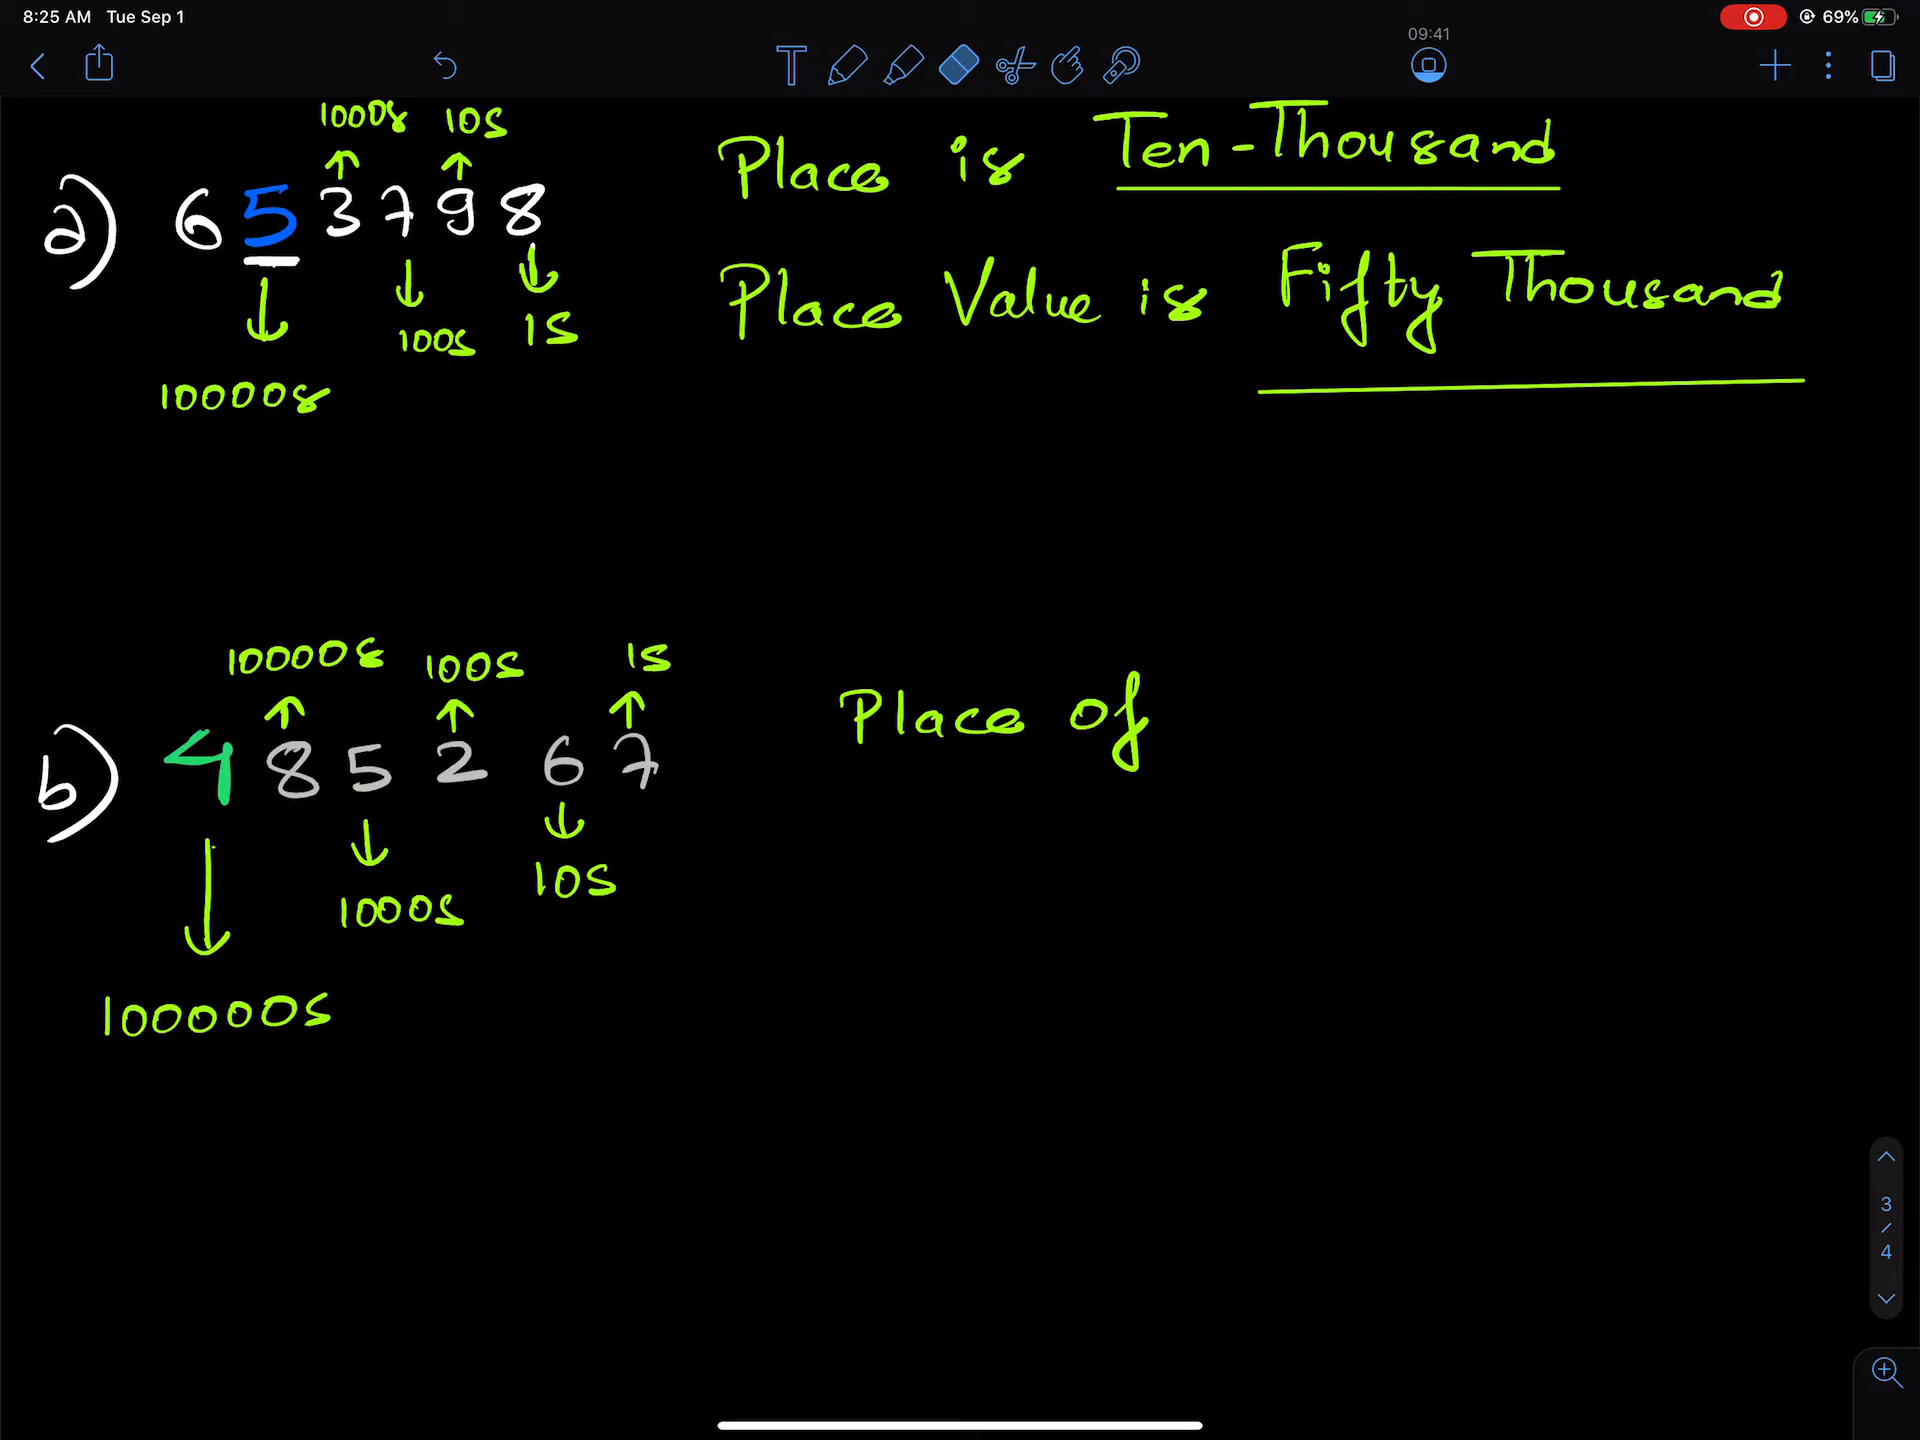 8:25 AM Tue Sep 1
69%
09:41
1000s 10s
a) 653798
100s 1s
10000s
Place is Ten-Thousand
Place Value is Fifty Thousand
10000s 100s 1s
b) 485267
10s
1000s
100000s
Place of
3
/
4